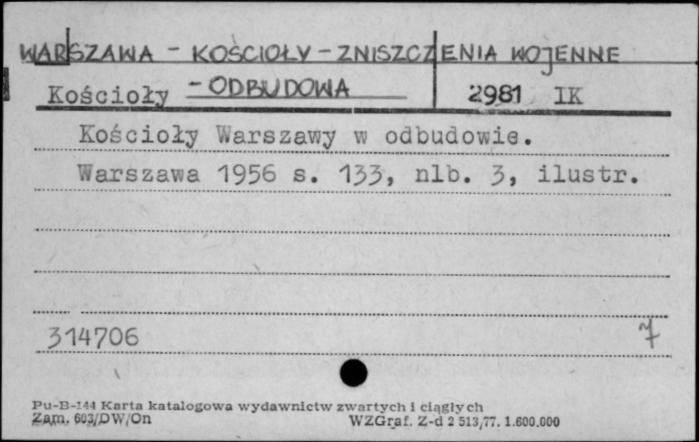 WARSZAWA - KOŚCIOŁY - ZNISZCZENIA WOJENNE
Kościoły - ODBUDOWA 2981 IK
Kościoły Warszawy w odbudowie.
Warszawa 1956 s. 133, nlb. 3, ilustr.
314706 7
Pu-B-144 Karta katalogowa wydawnictw zwartych i ciągłych
Zam. 603/DW/On WZGraf. Z-d 2 513/77. 1.600.000